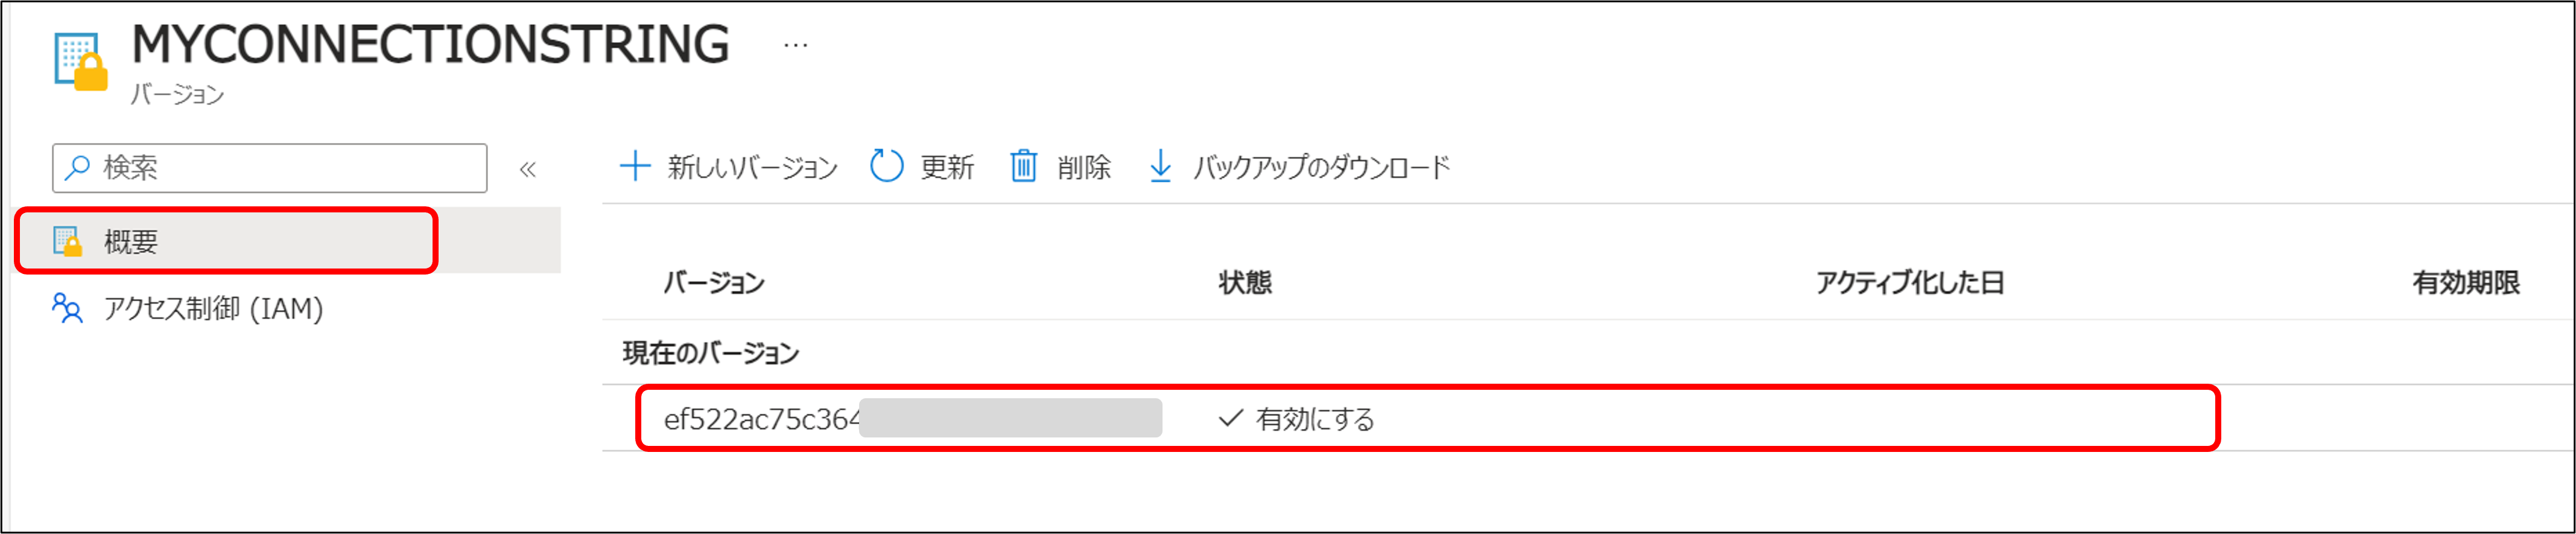 MYCONNECTIONSTRING ...
バージョン
検索 «
新しいバージョン 更新 削除 バックアップのダウンロード
概要
アクセス制御 (IAM)
バージョン 状態 アクティブ化した日 有効期限
現在のバージョン
ef522ac75c364 有効にする